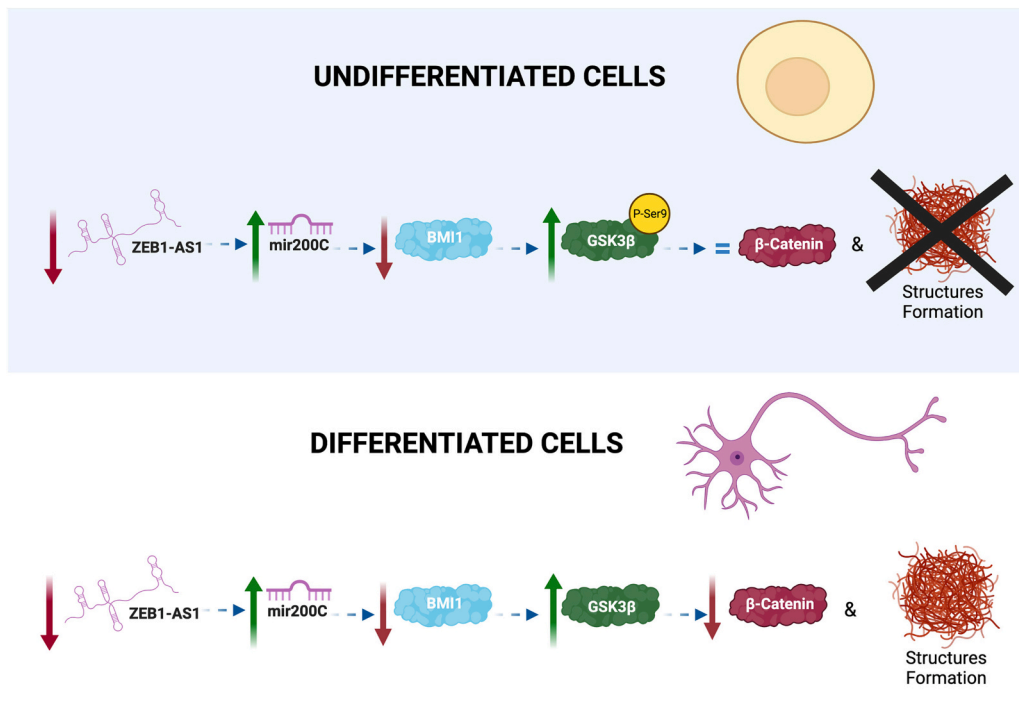 UNDIFFERENTIATED CELLS
ZEB1-AS1
mir200C
BMI1
GSK3β
P-Ser9
=
β-Catenin
&
Structures
Formation
DIFFERENTIATED CELLS
ZEB1-AS1
mir200C
BMI1
GSK3β
β-Catenin
&
Structures
Formation